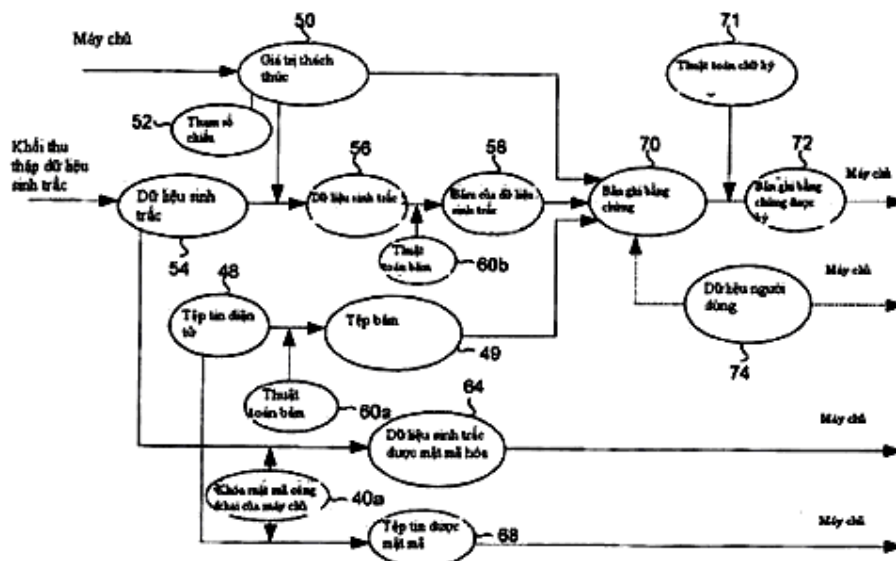 50
71
Máy chủ
Giá trị thách
thức
Thuật toán chữ ký
52
Tham số
chiếu
Khối thu
thập dữ liệu
sinh trắc
56
58
70
72
Dữ liệu sinh
trắc
Dữ liệu sinh trắc
Băm của dữ liệu
sinh trắc
Bản ghi bằng
chứng
Bản ghi bằng
chứng được
ký
Máy chủ
54
Thuật
toán băm
60b
48
Tệp tin điện
tử
Tệp băm
49
Dữ liệu người
dùng
Máy chủ
74
Thuật
toán băm
60a
64
Dữ liệu sinh trắc
được mật mã hóa
Máy chủ
Khóa mật mã công
khai của máy chủ
40a
Tệp tin được
mật mã
68
Máy chủ